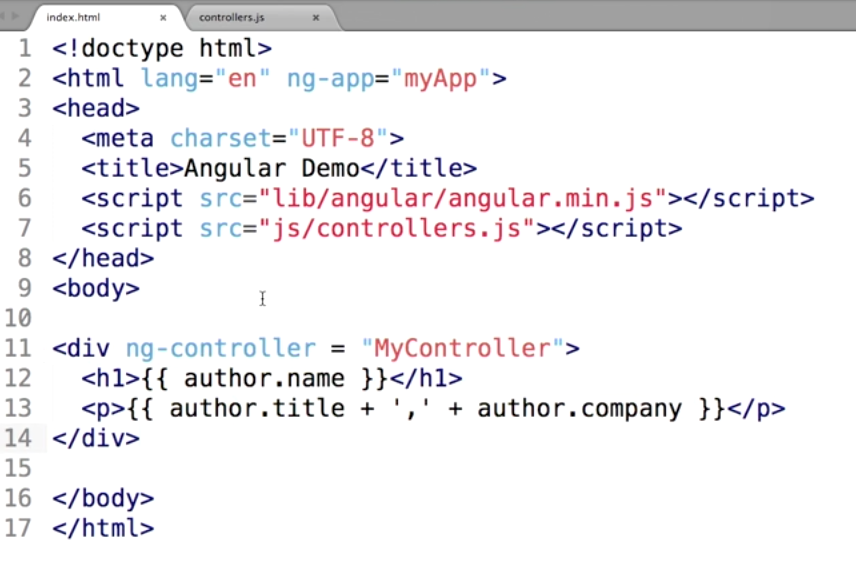 index.html × controllers.js ×
1 <!doctype html>
2 <html lang="en" ng-app="myApp">
3 <head>
4   <meta charset="UTF-8">
5   <title>Angular Demo</title>
6   <script src="lib/angular/angular.min.js"></script>
7   <script src="js/controllers.js"></script>
8 </head>
9 <body>
10
11 <div ng-controller = "MyController">
12   <h1>{{ author.name }}</h1>
13   <p>{{ author.title + ',' + author.company }}</p>
14 </div>
15
16 </body>
17 </html>